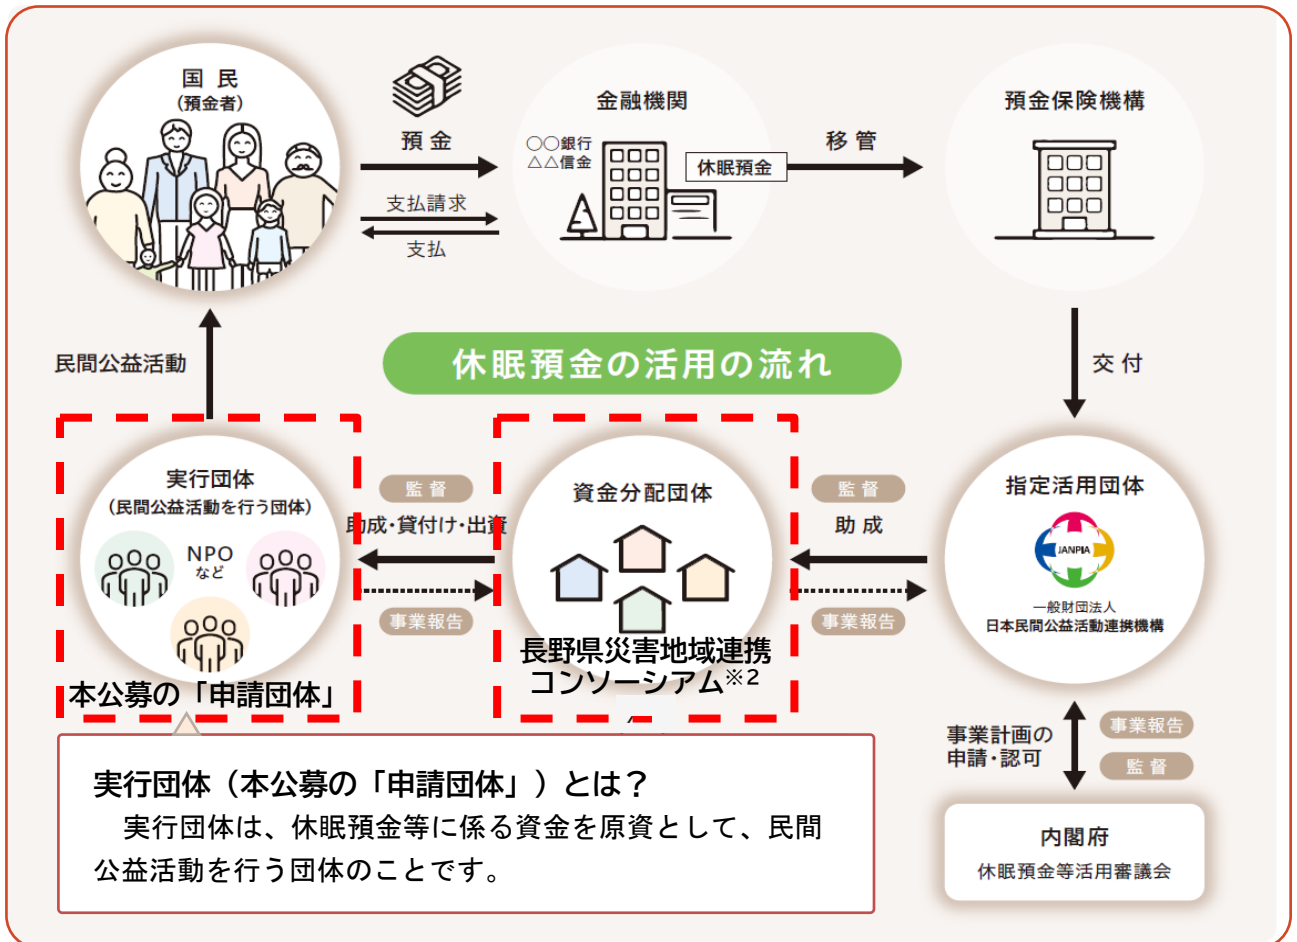 国 民
(預金者)
預 金
支払請求
支払
金融機関
○○銀行
△△信金
休眠預金
移 管
預金保険機構
民間公益活動
休眠預金の活用の流れ
交 付
実行団体
(民間公益活動を行う団体)
NPO
など
本公募の「申請団体」
監 督
助成・貸付け・出資
事業報告
資金分配団体
長野県災害地域連携
コンソーシアム※2
監 督
助 成
事業報告
指定活用団体
JANPIA
一般財団法人
日本民間公益活動連携機構
事業計画の
申請・認可
事業報告
監 督
内閣府
休眠預金等活用審議会
実行団体（本公募の「申請団体」）とは？
実行団体は、休眠預金等に係る資金を原資として、民間
公益活動を行う団体のことです。